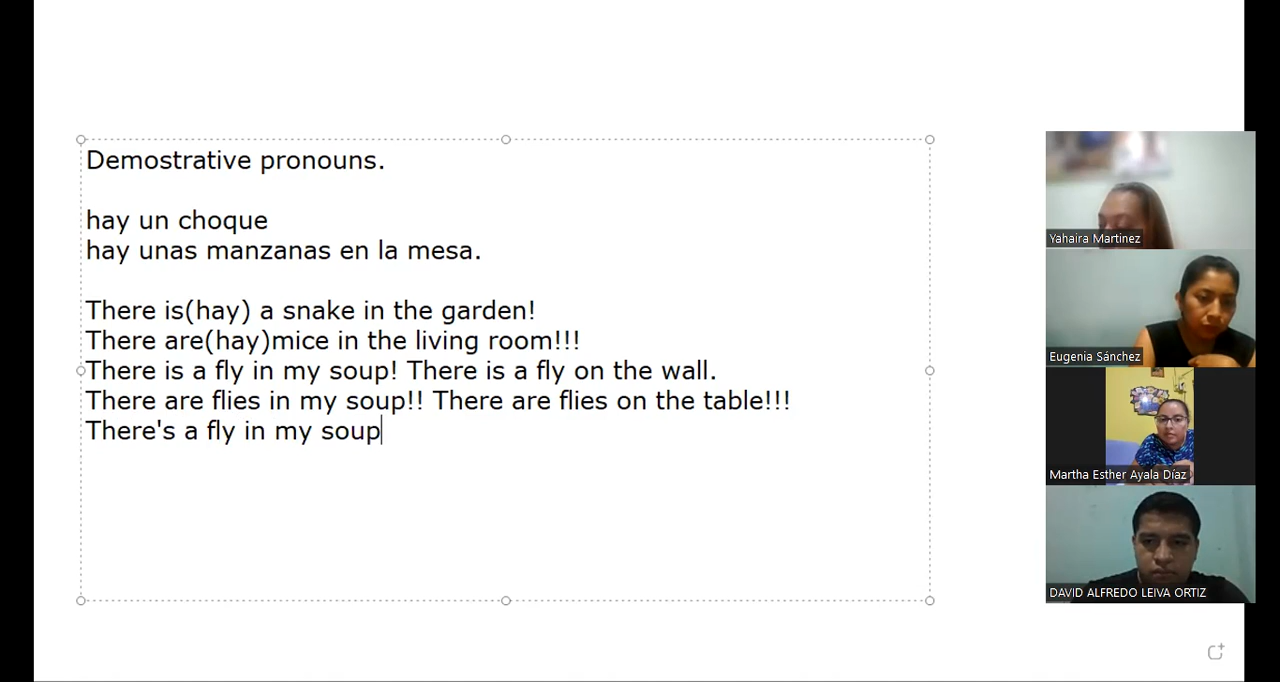 Demostrative pronouns.
hay un choque
hay unas manzanas en la mesa.
There is(hay) a snake in the garden!
There are(hay)mice in the living room!!!
There is a fly in my soup! There is a fly on the wall.
There are flies in my soup!! There are flies on the table!!!
There's a fly in my soup
Yahaira Martinez
Eugenia Sánchez
Martha Esther Ayala Díaz
DAVID ALFREDO LEIVA ORTIZ